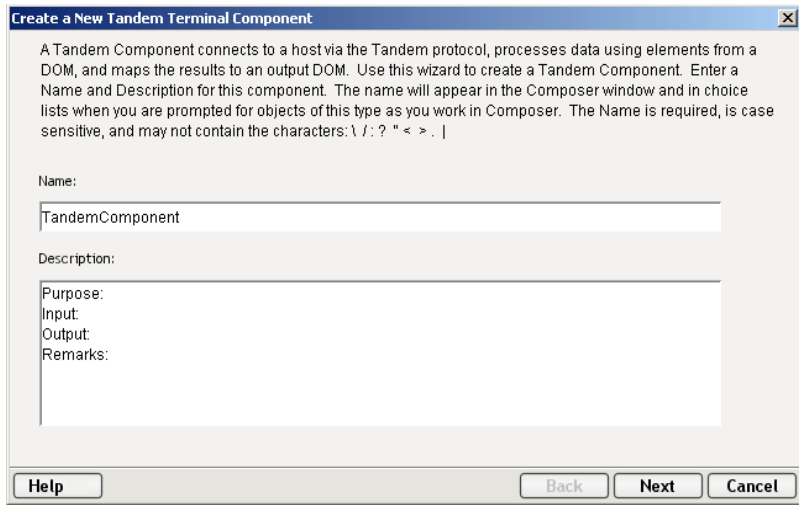 Create a New Tandem Terminal Component
A Tandem Component connects to a host via the Tandem protocol, processes data using elements from a
DOM, and maps the results to an output DOM. Use this wizard to create a Tandem Component. Enter a
Name and Description for this component. The name will appear in the Composer window and in choice
lists when you are prompted for objects of this type as you work in Composer. The Name is required, is case
sensitive, and may not contain the characters: \ / : ? " < > . |
Name:
TandemComponent
Description:
Purpose:
Input:
Output:
Remarks:
Help Back Next Cancel